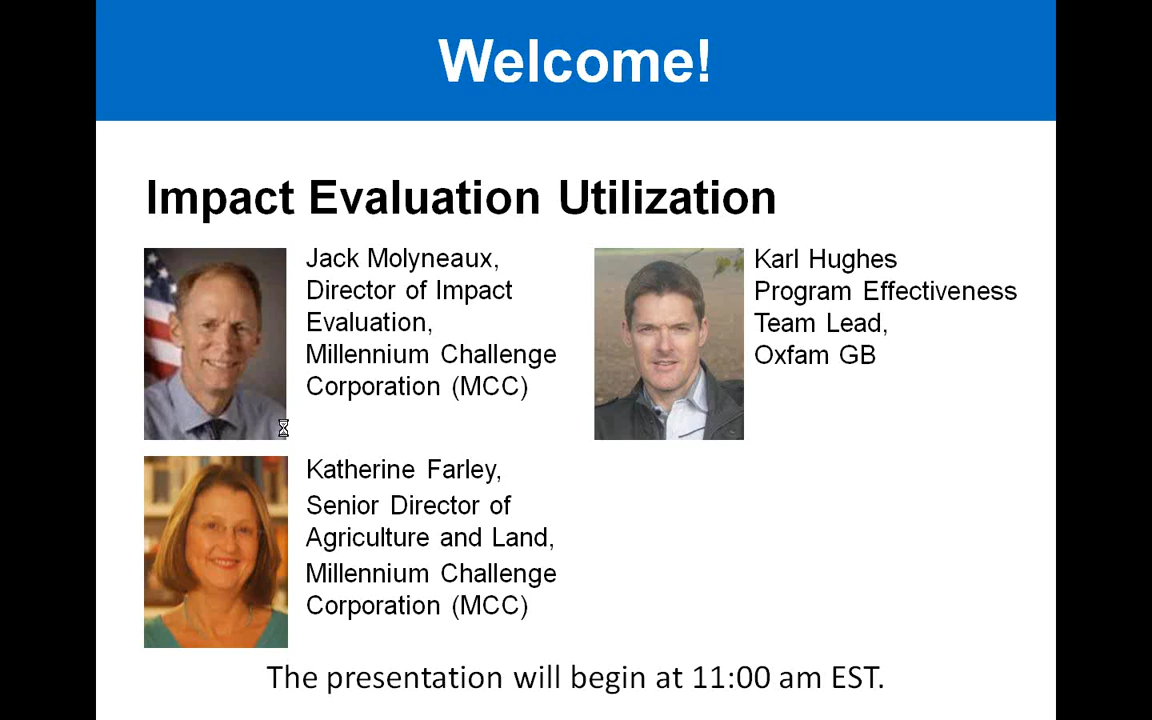 Welcome!
Impact Evaluation Utilization
Jack Molyneaux,
Director of Impact
Evaluation,
Millennium Challenge
Corporation (MCC)
Karl Hughes
Program Effectiveness
Team Lead,
Oxfam GB
Katherine Farley,
Senior Director of
Agriculture and Land,
Millennium Challenge
Corporation (MCC)
The presentation will begin at 11:00 am EST.